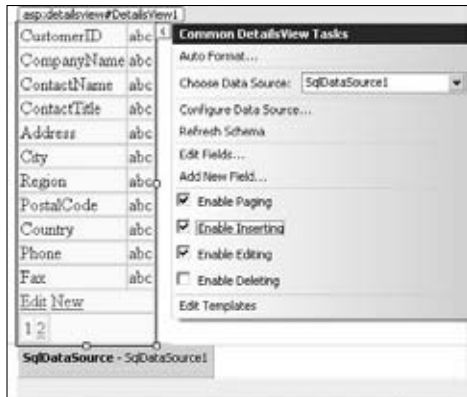 asp:detailsview#DetailsView1
CustomerID abc
CompanyName abc
ContactName abc
ContactTitle abc
Address abc
City abc
Region abc
PostalCode abc
Country abc
Phone abc
Fax abc
Edit New
1 2
Common DetailsView Tasks
Auto Format...
Choose Data Source: SqlDataSource1
Configure Data Source...
Refresh Schema
Edit Fields...
Add New Field...
Enable Paging
Enable Inserting
Enable Editing
Enable Deleting
Edit Templates
SqlDataSource - SqlDataSource1